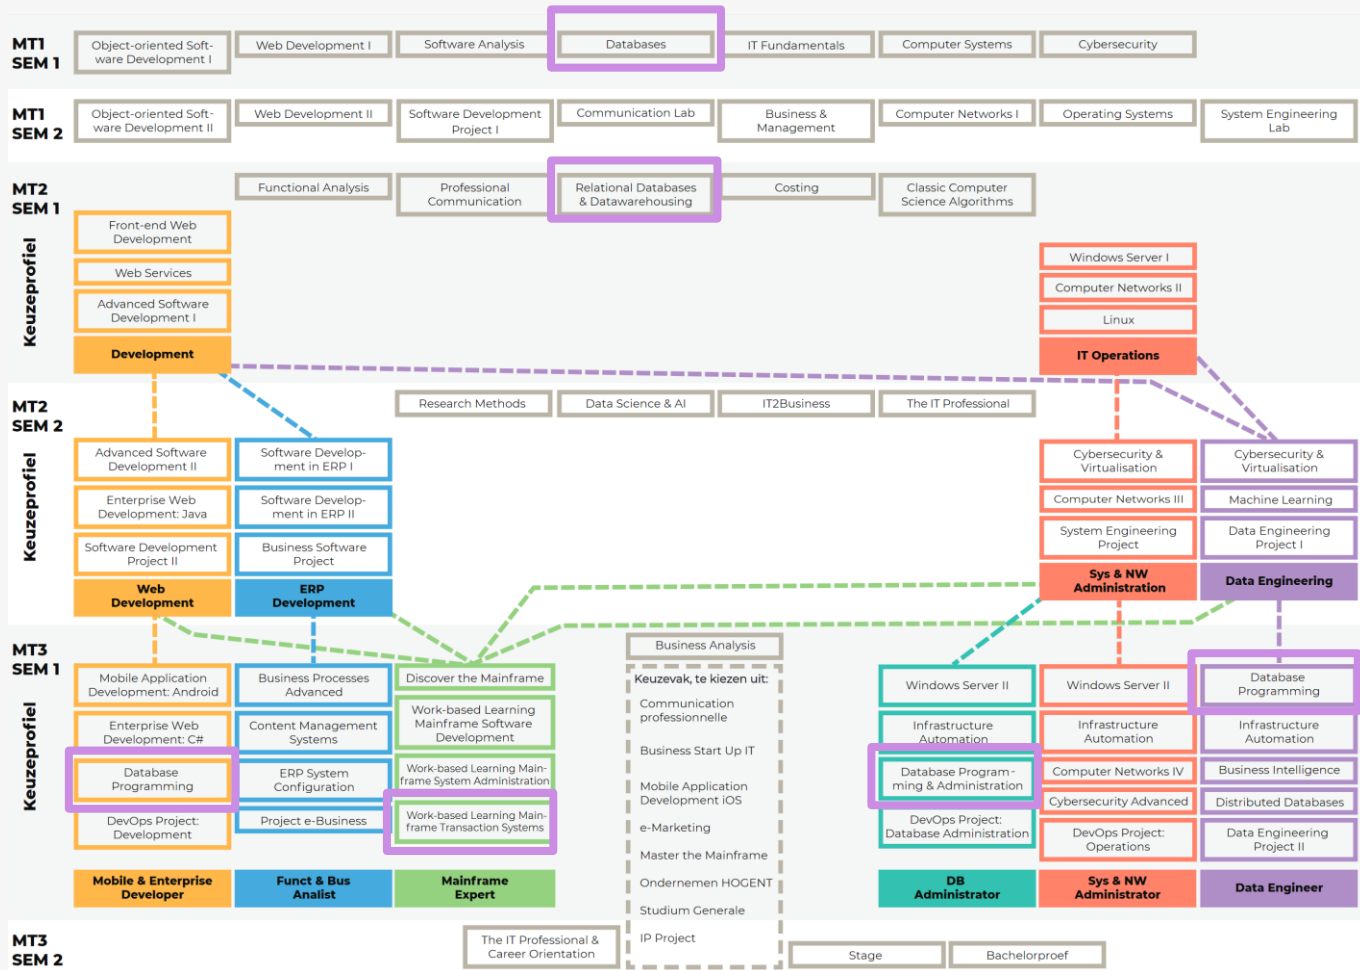 MT1
SEM 1
Object-oriented Soft-
ware Development I
Web Development I
Software Analysis
Databases
IT Fundamentals
Computer Systems
Cybersecurity
MT1
SEM 2
Object-oriented Soft-
ware Development II
Web Development II
Software Development
Project I
Communication Lab
Business &
Management
Computer Networks I
Operating Systems
System Engineering
Lab
MT2
SEM 1
Functional Analysis
Professional
Communication
Relational Databases
& Datawarehousing
Costing
Classic Computer
Science Algorithms
Keuzeprofiel
Front-end Web
Development
Web Services
Advanced Software
Development I
Development
Windows Server I
Computer Networks II
Linux
IT Operations
MT2
SEM 2
Research Methods
Data Science & AI
IT2Business
The IT Professional
Keuzeprofiel
Advanced Software
Development II
Enterprise Web
Development: Java
Software Development
Project II
Web
Development
Software Develop-
ment in ERP I
Software Develop-
ment in ERP II
Business Software
Project
ERP
Development
Cybersecurity &
Virtualisation
Computer Networks III
System Engineering
Project
Sys & NW
Administration
Cybersecurity &
Virtualisation
Machine Learning
Data Engineering
Project I
Data Engineering
MT3
SEM 1
Keuzeprofiel
Mobile Application
Development: Android
Enterprise Web
Development: C#
Database
Programming
DevOps Project:
Development
Mobile & Enterprise
Developer
Business Processes
Advanced
Content Management
Systems
ERP System
Configuration
Project e-Business
Funct & Bus
Analist
Discover the Mainframe
Work-based Learning
Mainframe Software
Development
Work-based Learning Main-
frame System Administration
Work-based Learning Main-
frame Transaction Systems
Mainframe
Expert
Business Analysis
Keuzevak, te kiezen uit:
Communication
professionnelle
Business Start Up IT
Mobile Application
Development iOS
e-Marketing
Master the Mainframe
Ondernemen HOGENT
Studium Generale
IP Project
Windows Server II
Infrastructure
Automation
Database Program-
ming & Administration
DevOps Project:
Database Administration
DB
Administrator
Windows Server II
Infrastructure
Automation
Computer Networks IV
Cybersecurity Advanced
DevOps Project:
Operations
Sys & NW
Administrator
Database
Programming
Infrastructure
Automation
Business Intelligence
Distributed Databases
Data Engineering
Project II
Data Engineer
MT3
SEM 2
The IT Professional &
Career Orientation
Stage
Bachelorproef